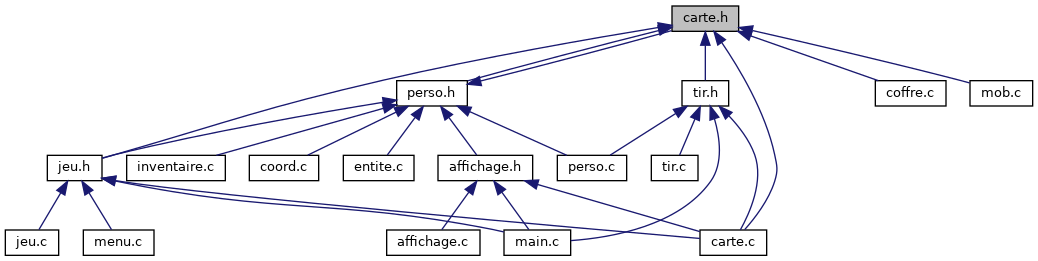 carte.h
perso.h
tir.h
coffre.c
mob.c
jeu.h
inventaire.c
coord.c
entite.c
affichage.h
perso.c
tir.c
jeu.c
menu.c
affichage.c
main.c
carte.c